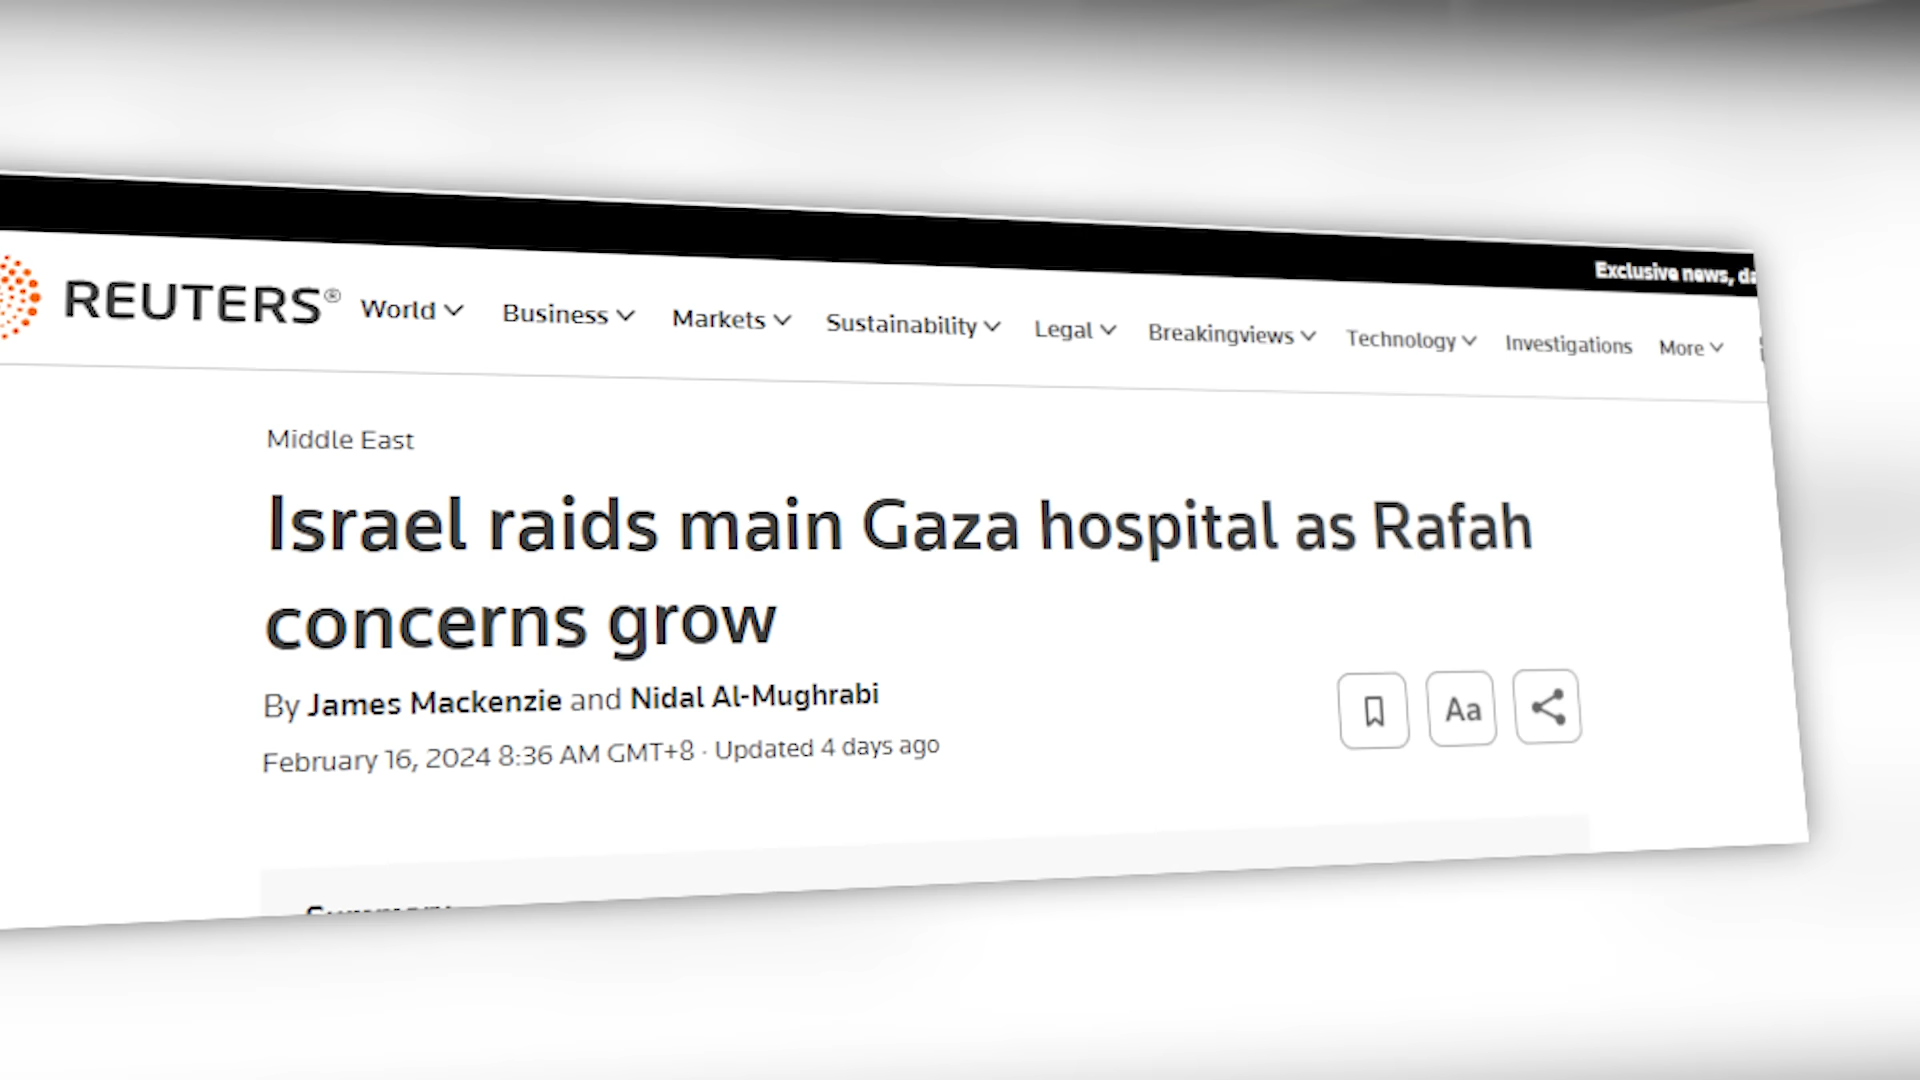 Exclusive news,
REUTERS®
World
Business
Markets
Sustainability
Legal
Breakingviews
Technology
Investigations
More
Middle East
Israel raids main Gaza hospital as Rafah
concerns grow
By James Mackenzie and Nidal Al-Mughrabi
February 16, 2024 8:36 AM GMT+8 · Updated 4 days ago
Aa